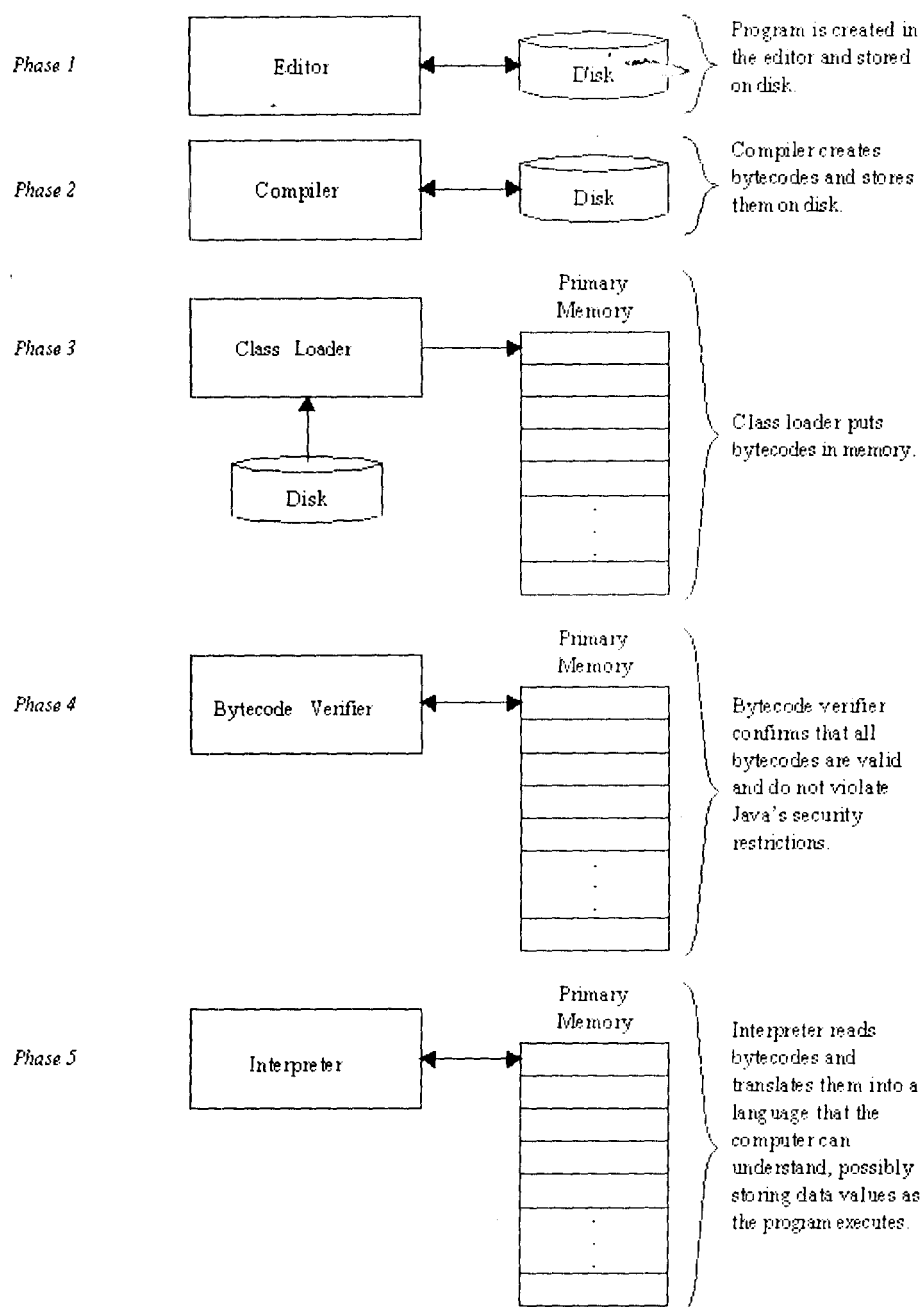 Phase 1
Editor
Disk
Program is created in
the editor and stored
on disk.
Phase 2
Compiler
Disk
Compiler creates
bytecodes and stores
them on disk.
Phase 3
Class Loader
Disk
Primary
Memory
Class loader puts
bytecodes in memory.
Phase 4
Bytecode Verifier
Primary
Memory
Bytecode verifier
confirms that all
bytecodes are valid
and do not violate
Java's security
restrictions.
Phase 5
Interpreter
Primary
Memory
Interpreter reads
bytecodes and
translates them into a
language that the
computer can
understand, possibly
storing data values as
the program executes.